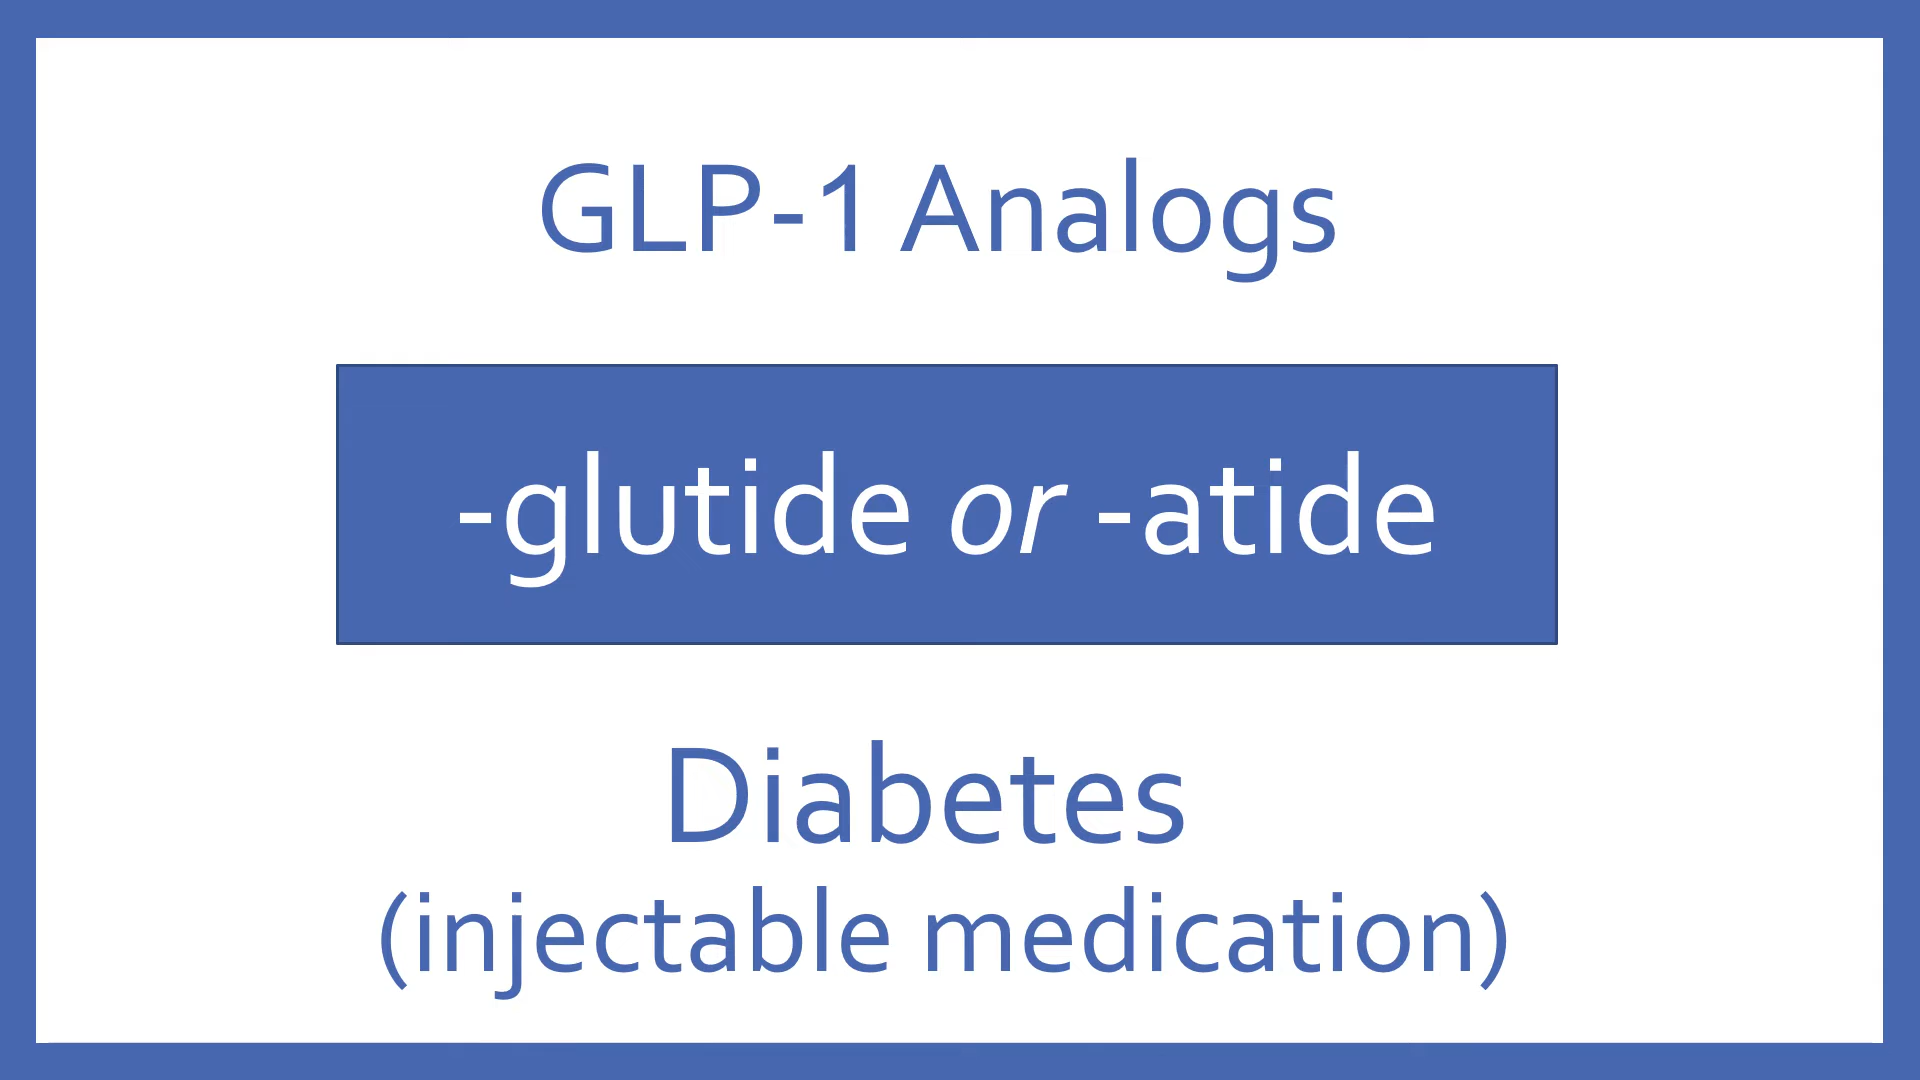 GLP-1 Analogs
-glutide or -atide
Diabetes
(injectable medication)